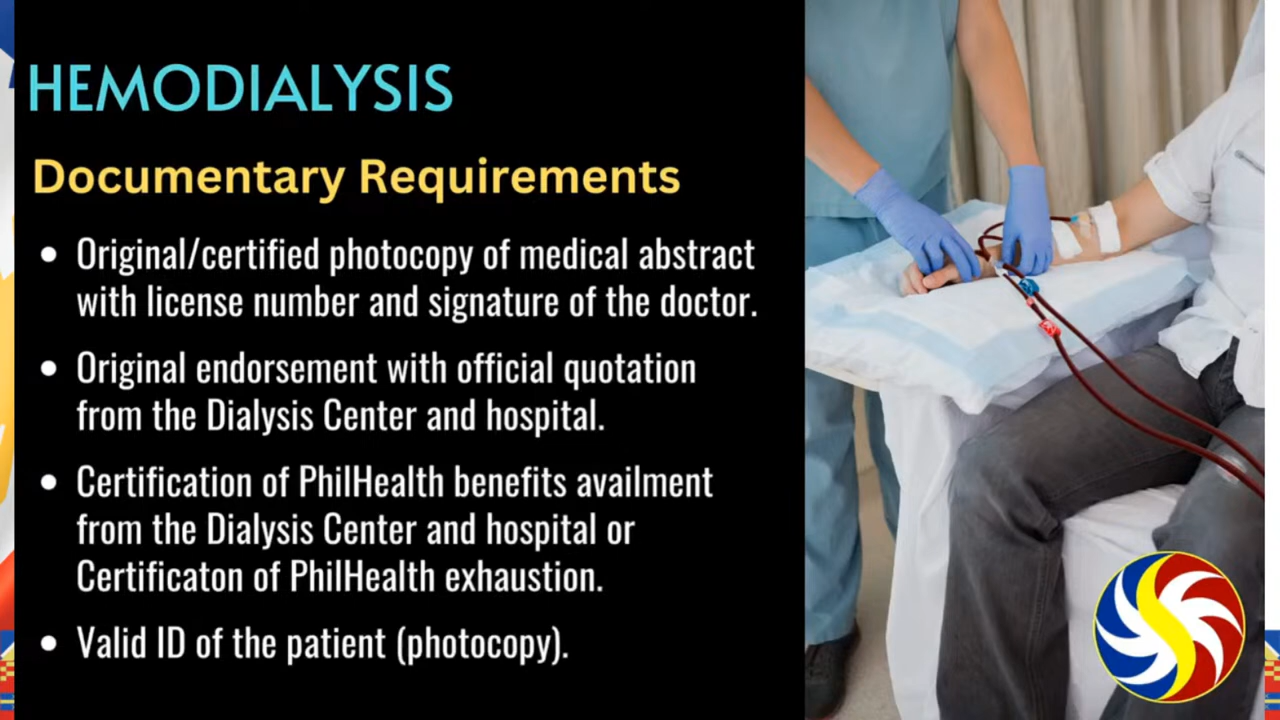 HEMODIALYSIS
Documentary Requirements
• Original/certified photocopy of medical abstract
with license number and signature of the doctor.
• Original endorsement with official quotation
from the Dialysis Center and hospital.
• Certification of PhilHealth benefits availment
from the Dialysis Center and hospital or
Certificaton of PhilHealth exhaustion.
• Valid ID of the patient (photocopy).